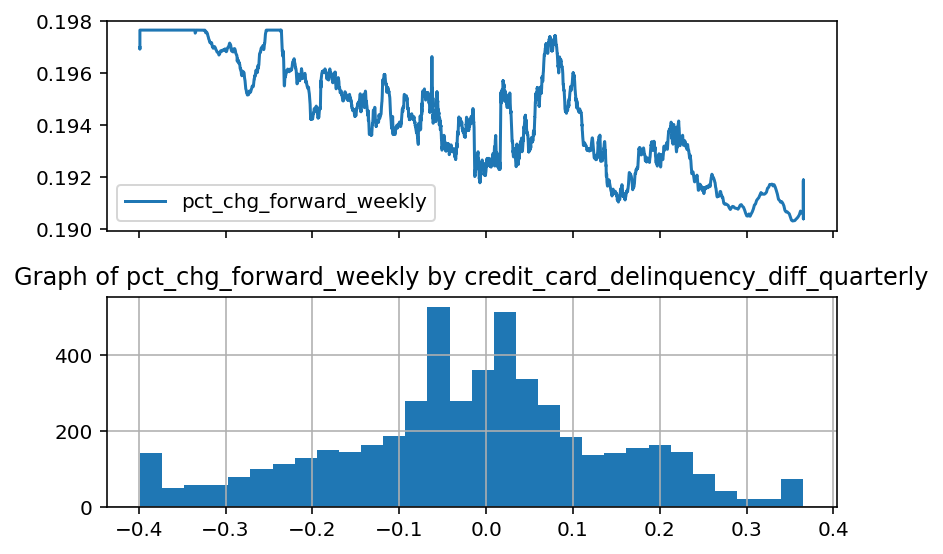 0.198
0.196
0.194
0.192
0.190
pct_chg_forward_weekly
Graph of pct_chg_forward_weekly by credit_card_delinquency_diff_quarterly
400
200
0
−0.4 −0.3 −0.2 −0.1 0.0 0.1 0.2 0.3 0.4